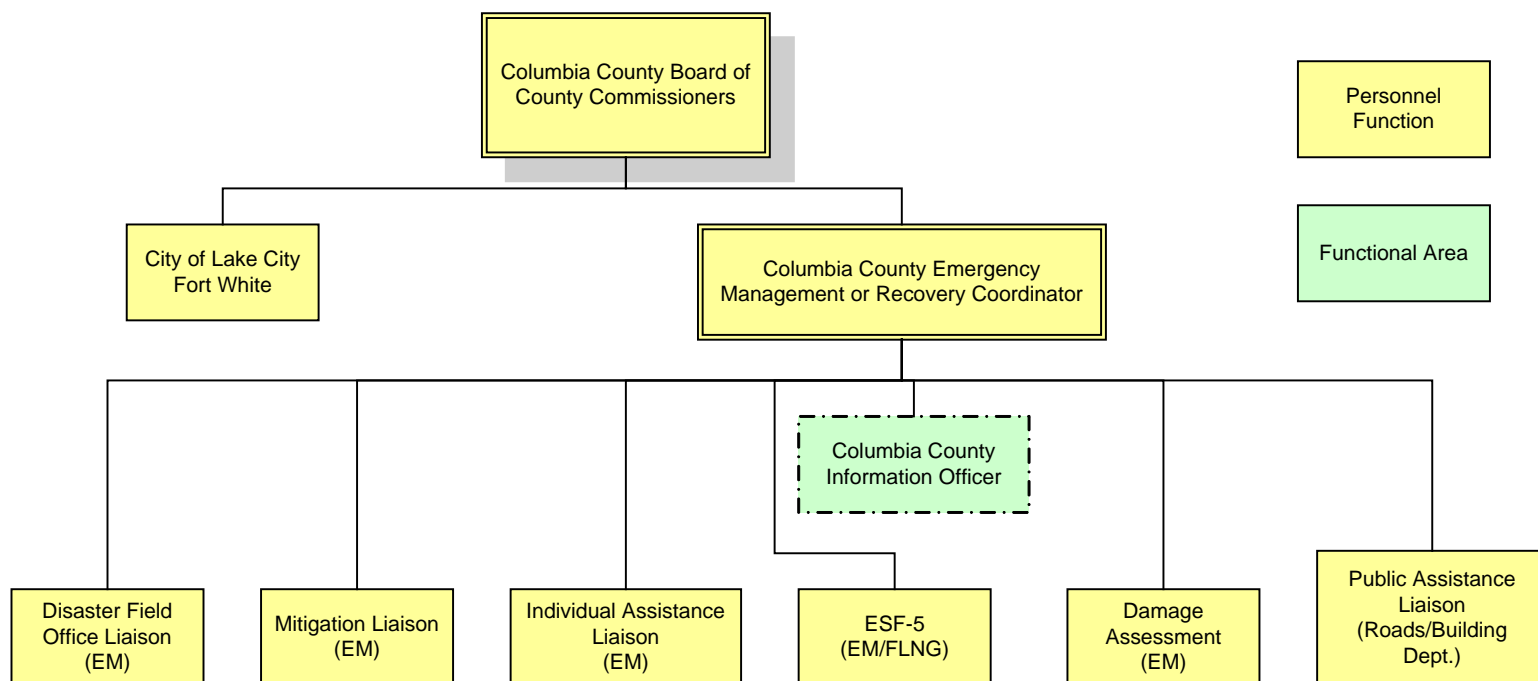 Columbia County Board of
County Commissioners
Personnel
Function
City of Lake City
Fort White
Columbia County Emergency
Management or Recovery Coordinator
Functional Area
Columbia County
Information Officer
Disaster Field
Office Liaison
(EM)
Mitigation Liaison
(EM)
Individual Assistance
Liaison
(EM)
ESF-5
(EM/FLNG)
Damage
Assessment
(EM)
Public Assistance
Liaison
(Roads/Building
Dept.)